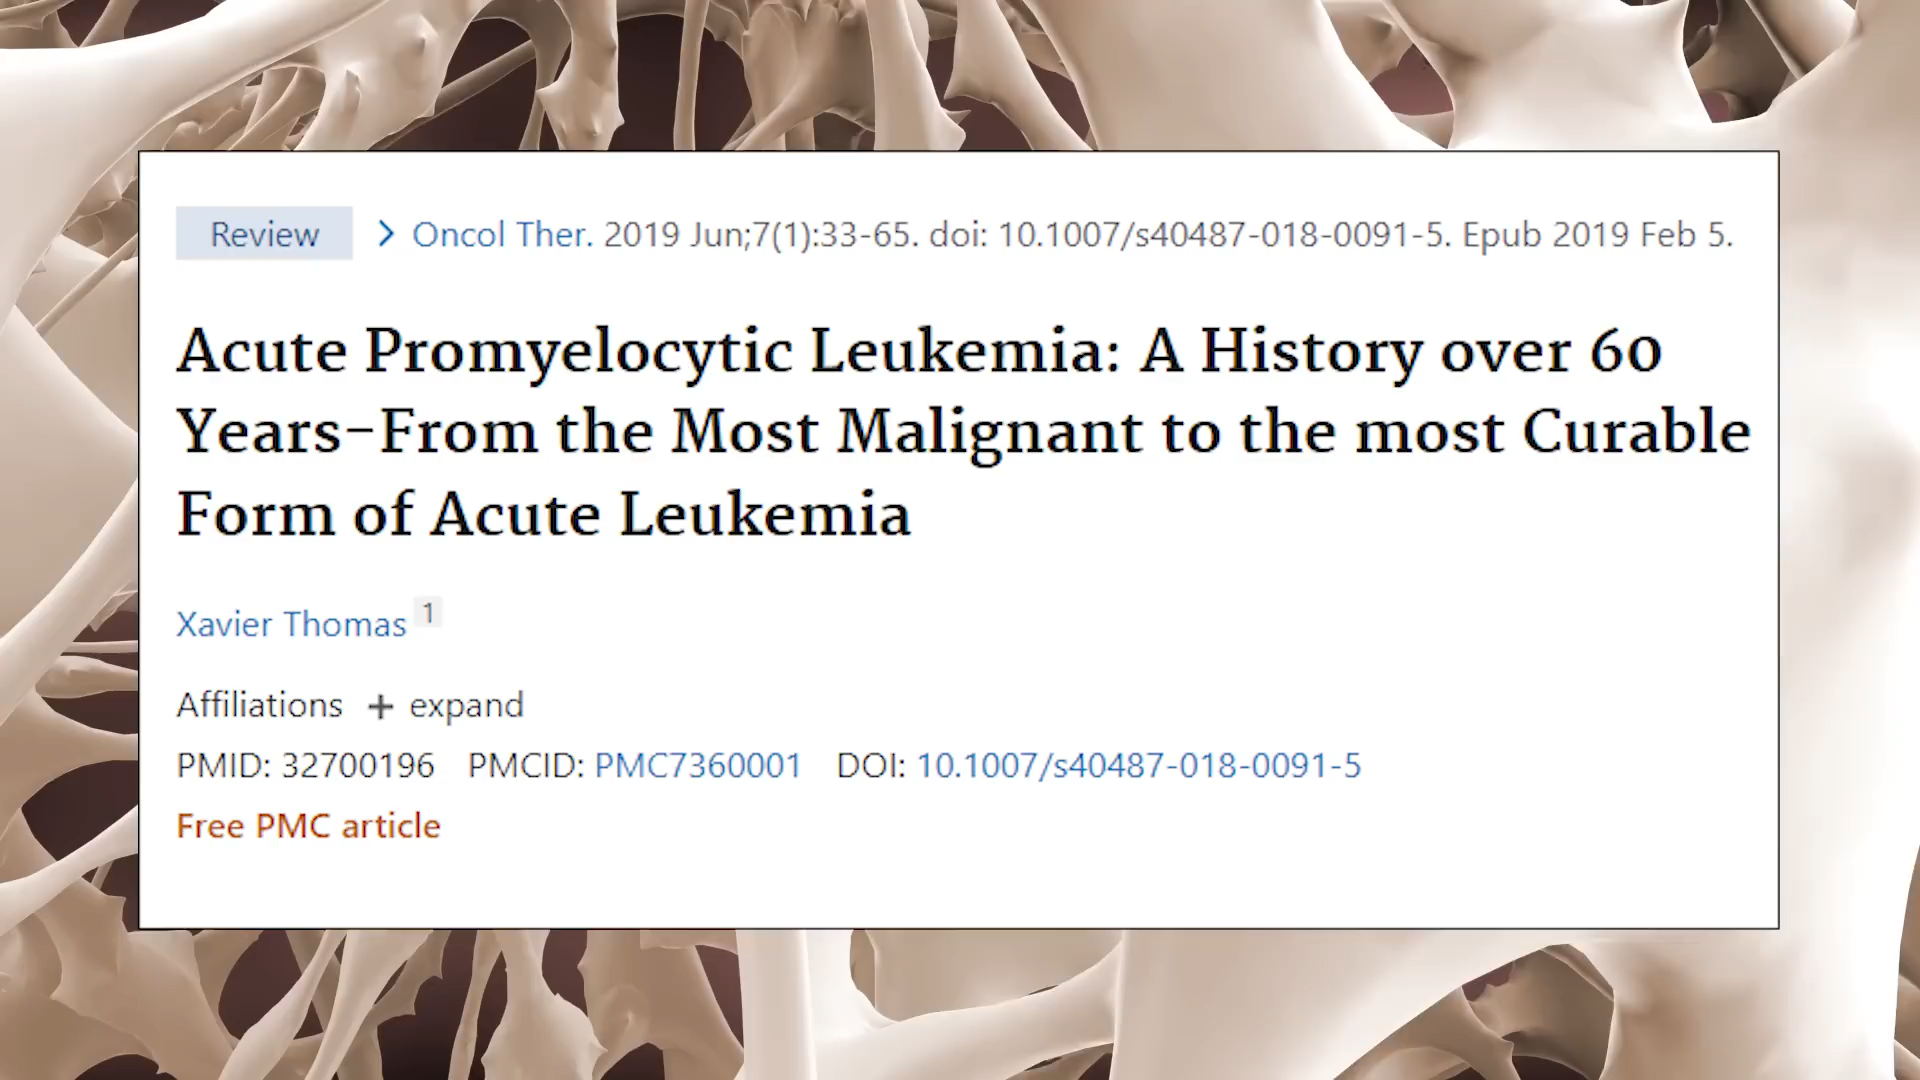 Review > Oncol Ther. 2019 Jun;7(1):33-65. doi: 10.1007/s40487-018-0091-5. Epub 2019 Feb 5.
Acute Promyelocytic Leukemia: A History over 60
Years-From the Most Malignant to the most Curable
Form of Acute Leukemia
Xavier Thomas 1
Affiliations + expand
PMID: 32700196 PMCID: PMC7360001 DOI: 10.1007/s40487-018-0091-5
Free PMC article